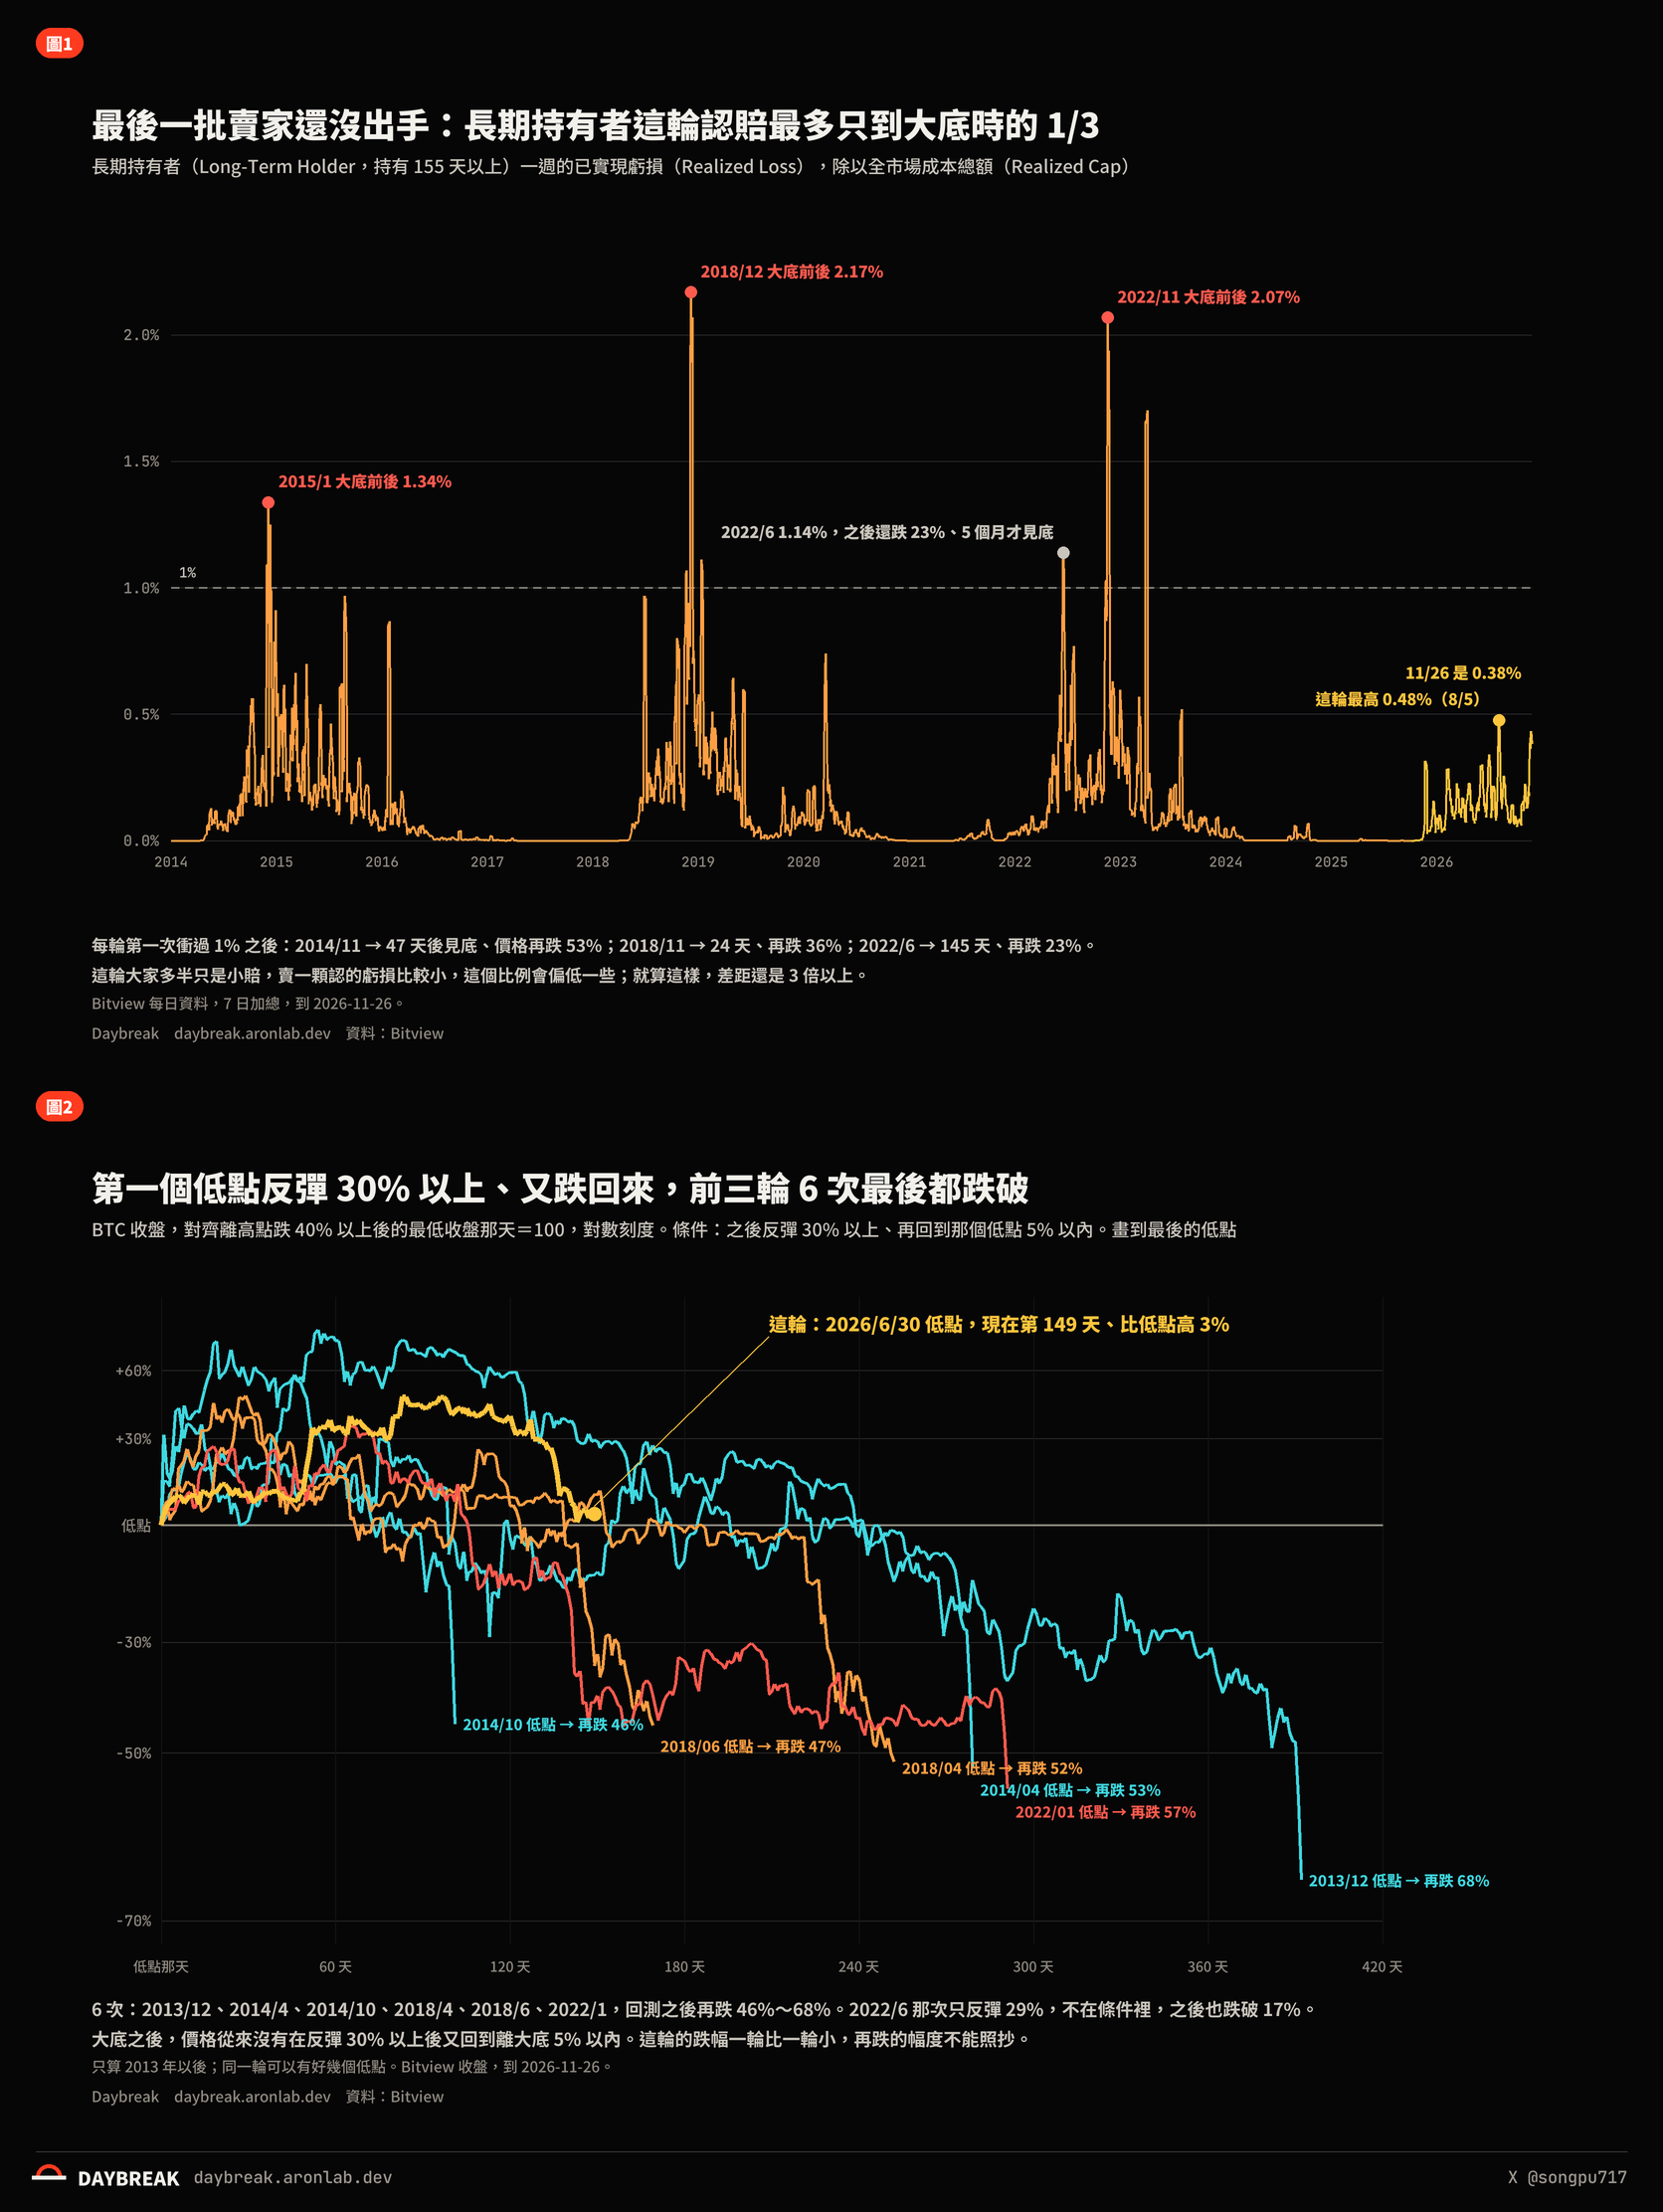 圖1
最後一批賣家還沒出手：長期持有者這輪認賠最多只到大底時的 1/3
長期持有者（Long-Term Holder，持有 155 天以上）一週的已實現虧損（Realized Loss），除以全市場成本總額（Realized Cap）
2018/12 大底前後 2.17%
2022/11 大底前後 2.07%
2.0%
1.5%
2015/1 大底前後 1.34%
2022/6 1.14%，之後還跌 23%、5 個月才見底
1%
1.0%
11/26 是 0.38%
這輪最高 0.48%（8/5）
0.5%
0.0%
2014 2015 2016 2017 2018 2019 2020 2021 2022 2023 2024 2025 2026
每輪第一次衝過 1% 之後：2014/11 → 47 天後見底、價格再跌 53%；2018/11 → 24 天、再跌 36%；2022/6 → 145 天、再跌 23%。
這輪大家多半只是小賠，賣一顆認的虧損比較小，這個比例會偏低一些；就算這樣，差距還是 3 倍以上。
Bitview 每日資料，7 日加總，到 2026-11-26。
Daybreak daybreak.aronlab.dev 資料：Bitview
圖2
第一個低點反彈 30% 以上、又跌回來，前三輪 6 次最後都跌破
BTC 收盤，對齊離高點跌 40% 以上後的最低收盤那天＝100，對數刻度。條件：之後反彈 30% 以上、再回到那個低點 5% 以內。畫到最後的低點
這輪：2026/6/30 低點，現在第 149 天、比低點高 3%
+60%
+30%
低點
-30%
2014/10 低點 → 再跌 46%
2018/06 低點 → 再跌 47%
-50%
2018/04 低點 → 再跌 52%
2014/04 低點 → 再跌 53%
2022/01 低點 → 再跌 57%
2013/12 低點 → 再跌 68%
-70%
低點那天 60 天 120 天 180 天 240 天 300 天 360 天 420 天
6 次：2013/12、2014/4、2014/10、2018/4、2018/6、2022/1，回測之後再跌 46%～68%。2022/6 那次只反彈 29%，不在條件裡，之後也跌破 17%。
大底之後，價格從來沒有在反彈 30% 以上後又回到離大底 5% 以內。這輪的跌幅一輪比一輪小，再跌的幅度不能照抄。
只算 2013 年以後；同一輪可以有好幾個低點。Bitview 收盤，到 2026-11-26。
Daybreak daybreak.aronlab.dev 資料：Bitview
DAYBREAK daybreak.aronlab.dev
X @songpu717